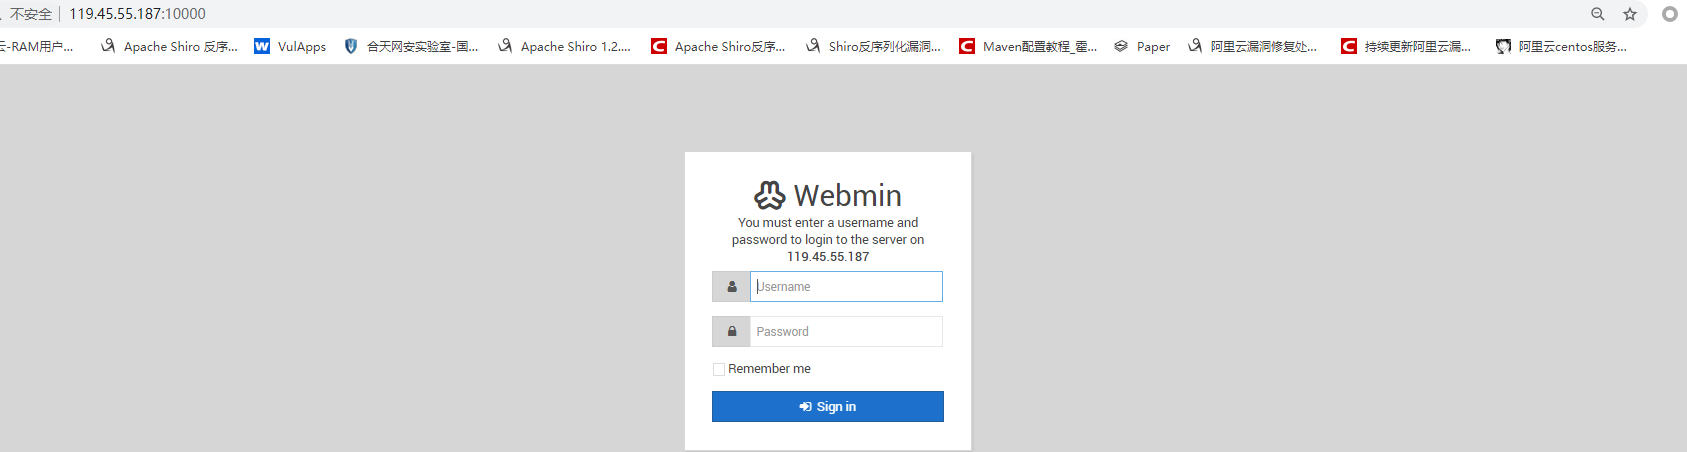 不安全 119.45.55.187:10000
云-RAM用户... Apache Shiro 反序... VulApps 合天网安实验室-国... Apache Shiro 1.2.... Apache Shiro反序... Shiro反序列化漏洞... Maven配置教程_霍... Paper 阿里云漏洞修复处... 持续更新阿里云漏... 阿里云centos服务...
Webmin
You must enter a username and
password to login to the server on
119.45.55.187
Username
Password
Remember me
Sign in